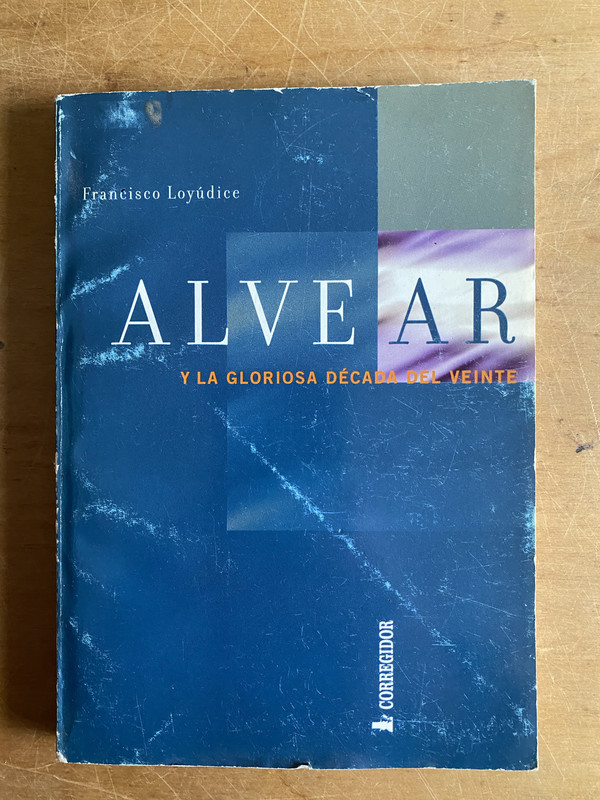 Francisco Loyúdice
ALVEAR
Y LA GLORIOSA DÉCADA DEL VEINTE
CORREGIDOR